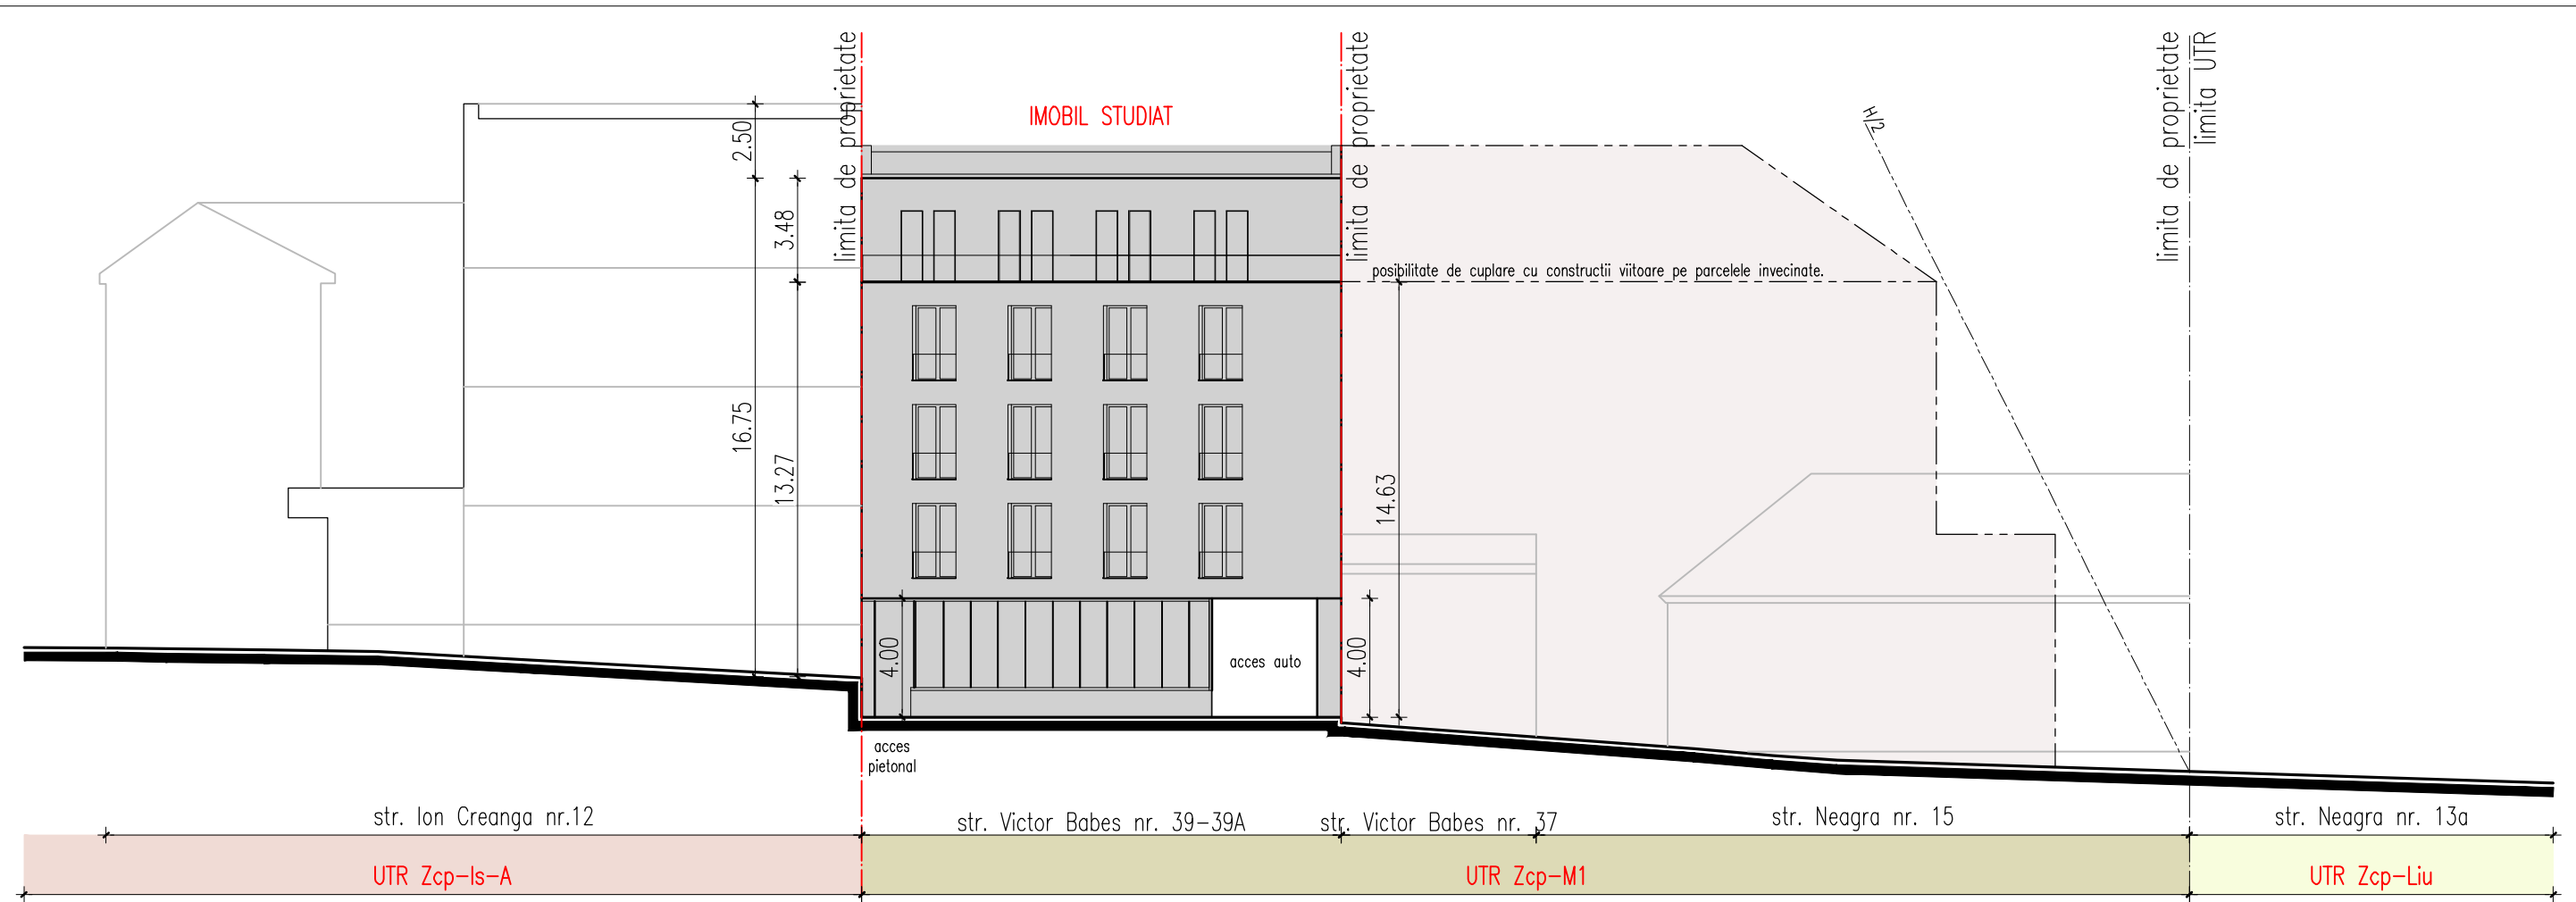 limita de proprietate
IMOBIL STUDIAT
limita de proprietate
H/2
limita de proprietate
limita UTR
2.50
3.48
16.75
13.27
posibilitate de cuplare cu constructii viitoare pe parcelele invecinate.
14.63
4.00
acces auto
4.00
acces
pietonal
str. Ion Creanga nr.12
str. Victor Babes nr. 39-39A
str. Victor Babes nr. 37
str. Neagra nr. 15
str. Neagra nr. 13a
UTR Zcp-Is-A
UTR Zcp-M1
UTR Zcp-Liu